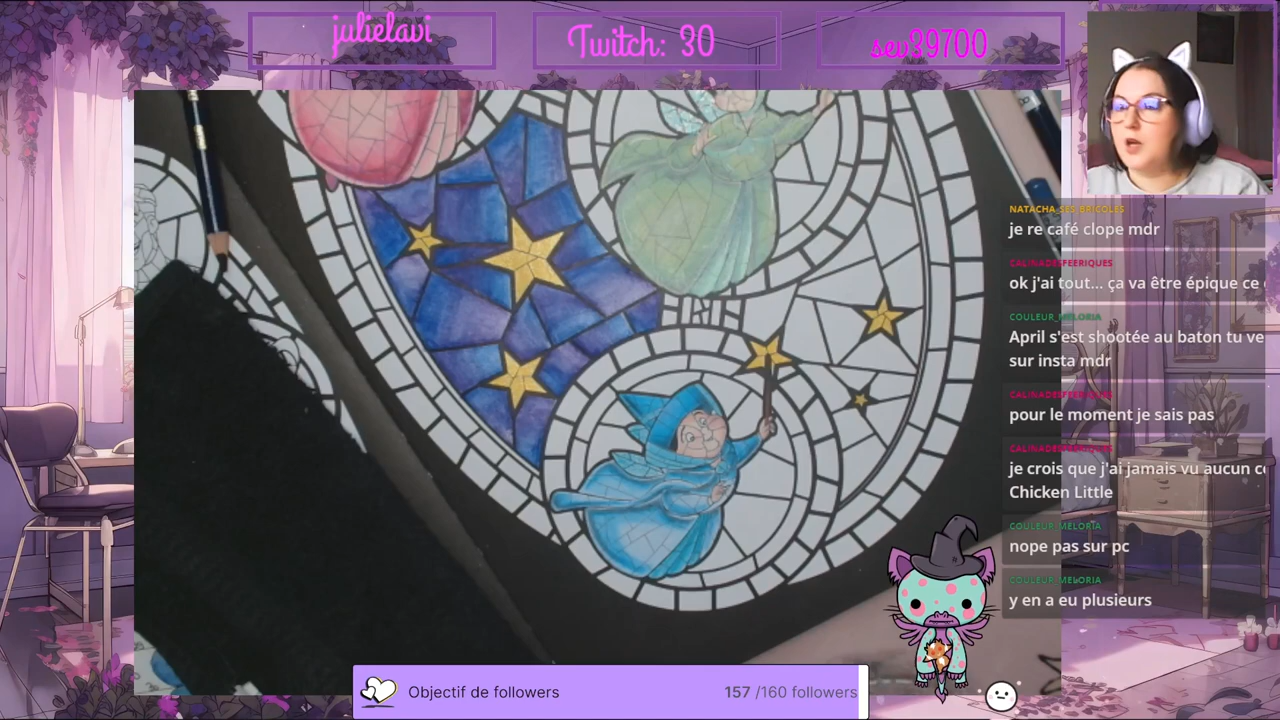 julielavi
Twitch: 30
sev39700
NATACHA_SES_BRICOLES
je re café clope mdr
CALINADESFEERIQUES
ok j'ai tout... ça va être épique ce
COULEUR_MELORIA
April s'est shootée au baton tu ve
sur insta mdr
CALINADESFEERIQUES
pour le moment je sais pas
CALINADESFEERIQUES
je crois que j'ai jamais vu aucun
Chicken Little
COULEUR_MELORIA
nope pas sur pc
COULEUR_MELORIA
y en a eu plusieurs
Objectif de followers
157 /160 followers